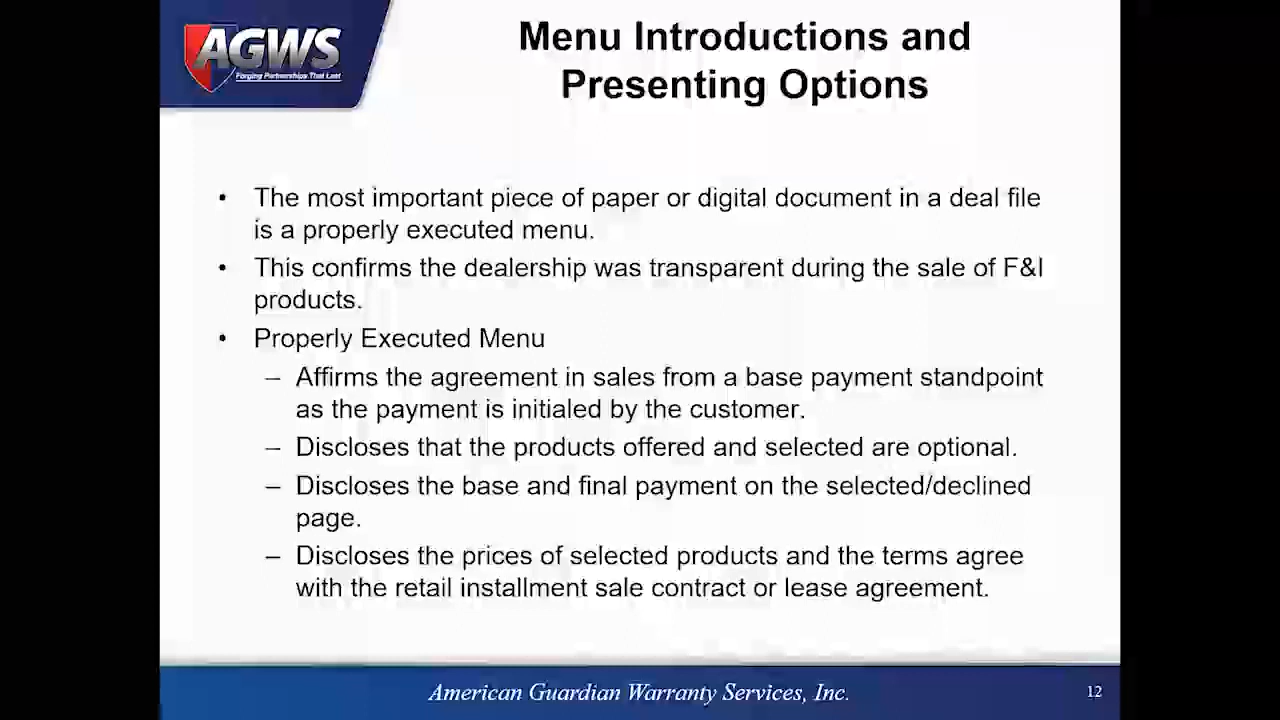 AGWS
Forging Partnerships That Last
Menu Introductions and
Presenting Options
• The most important piece of paper or digital document in a deal file
is a properly executed menu.
• This confirms the dealership was transparent during the sale of F&I
products.
• Properly Executed Menu
– Affirms the agreement in sales from a base payment standpoint
as the payment is initialed by the customer.
– Discloses that the products offered and selected are optional.
– Discloses the base and final payment on the selected/declined
page.
– Discloses the prices of selected products and the terms agree
with the retail installment sale contract or lease agreement.
American Guardian Warranty Services, Inc.
12